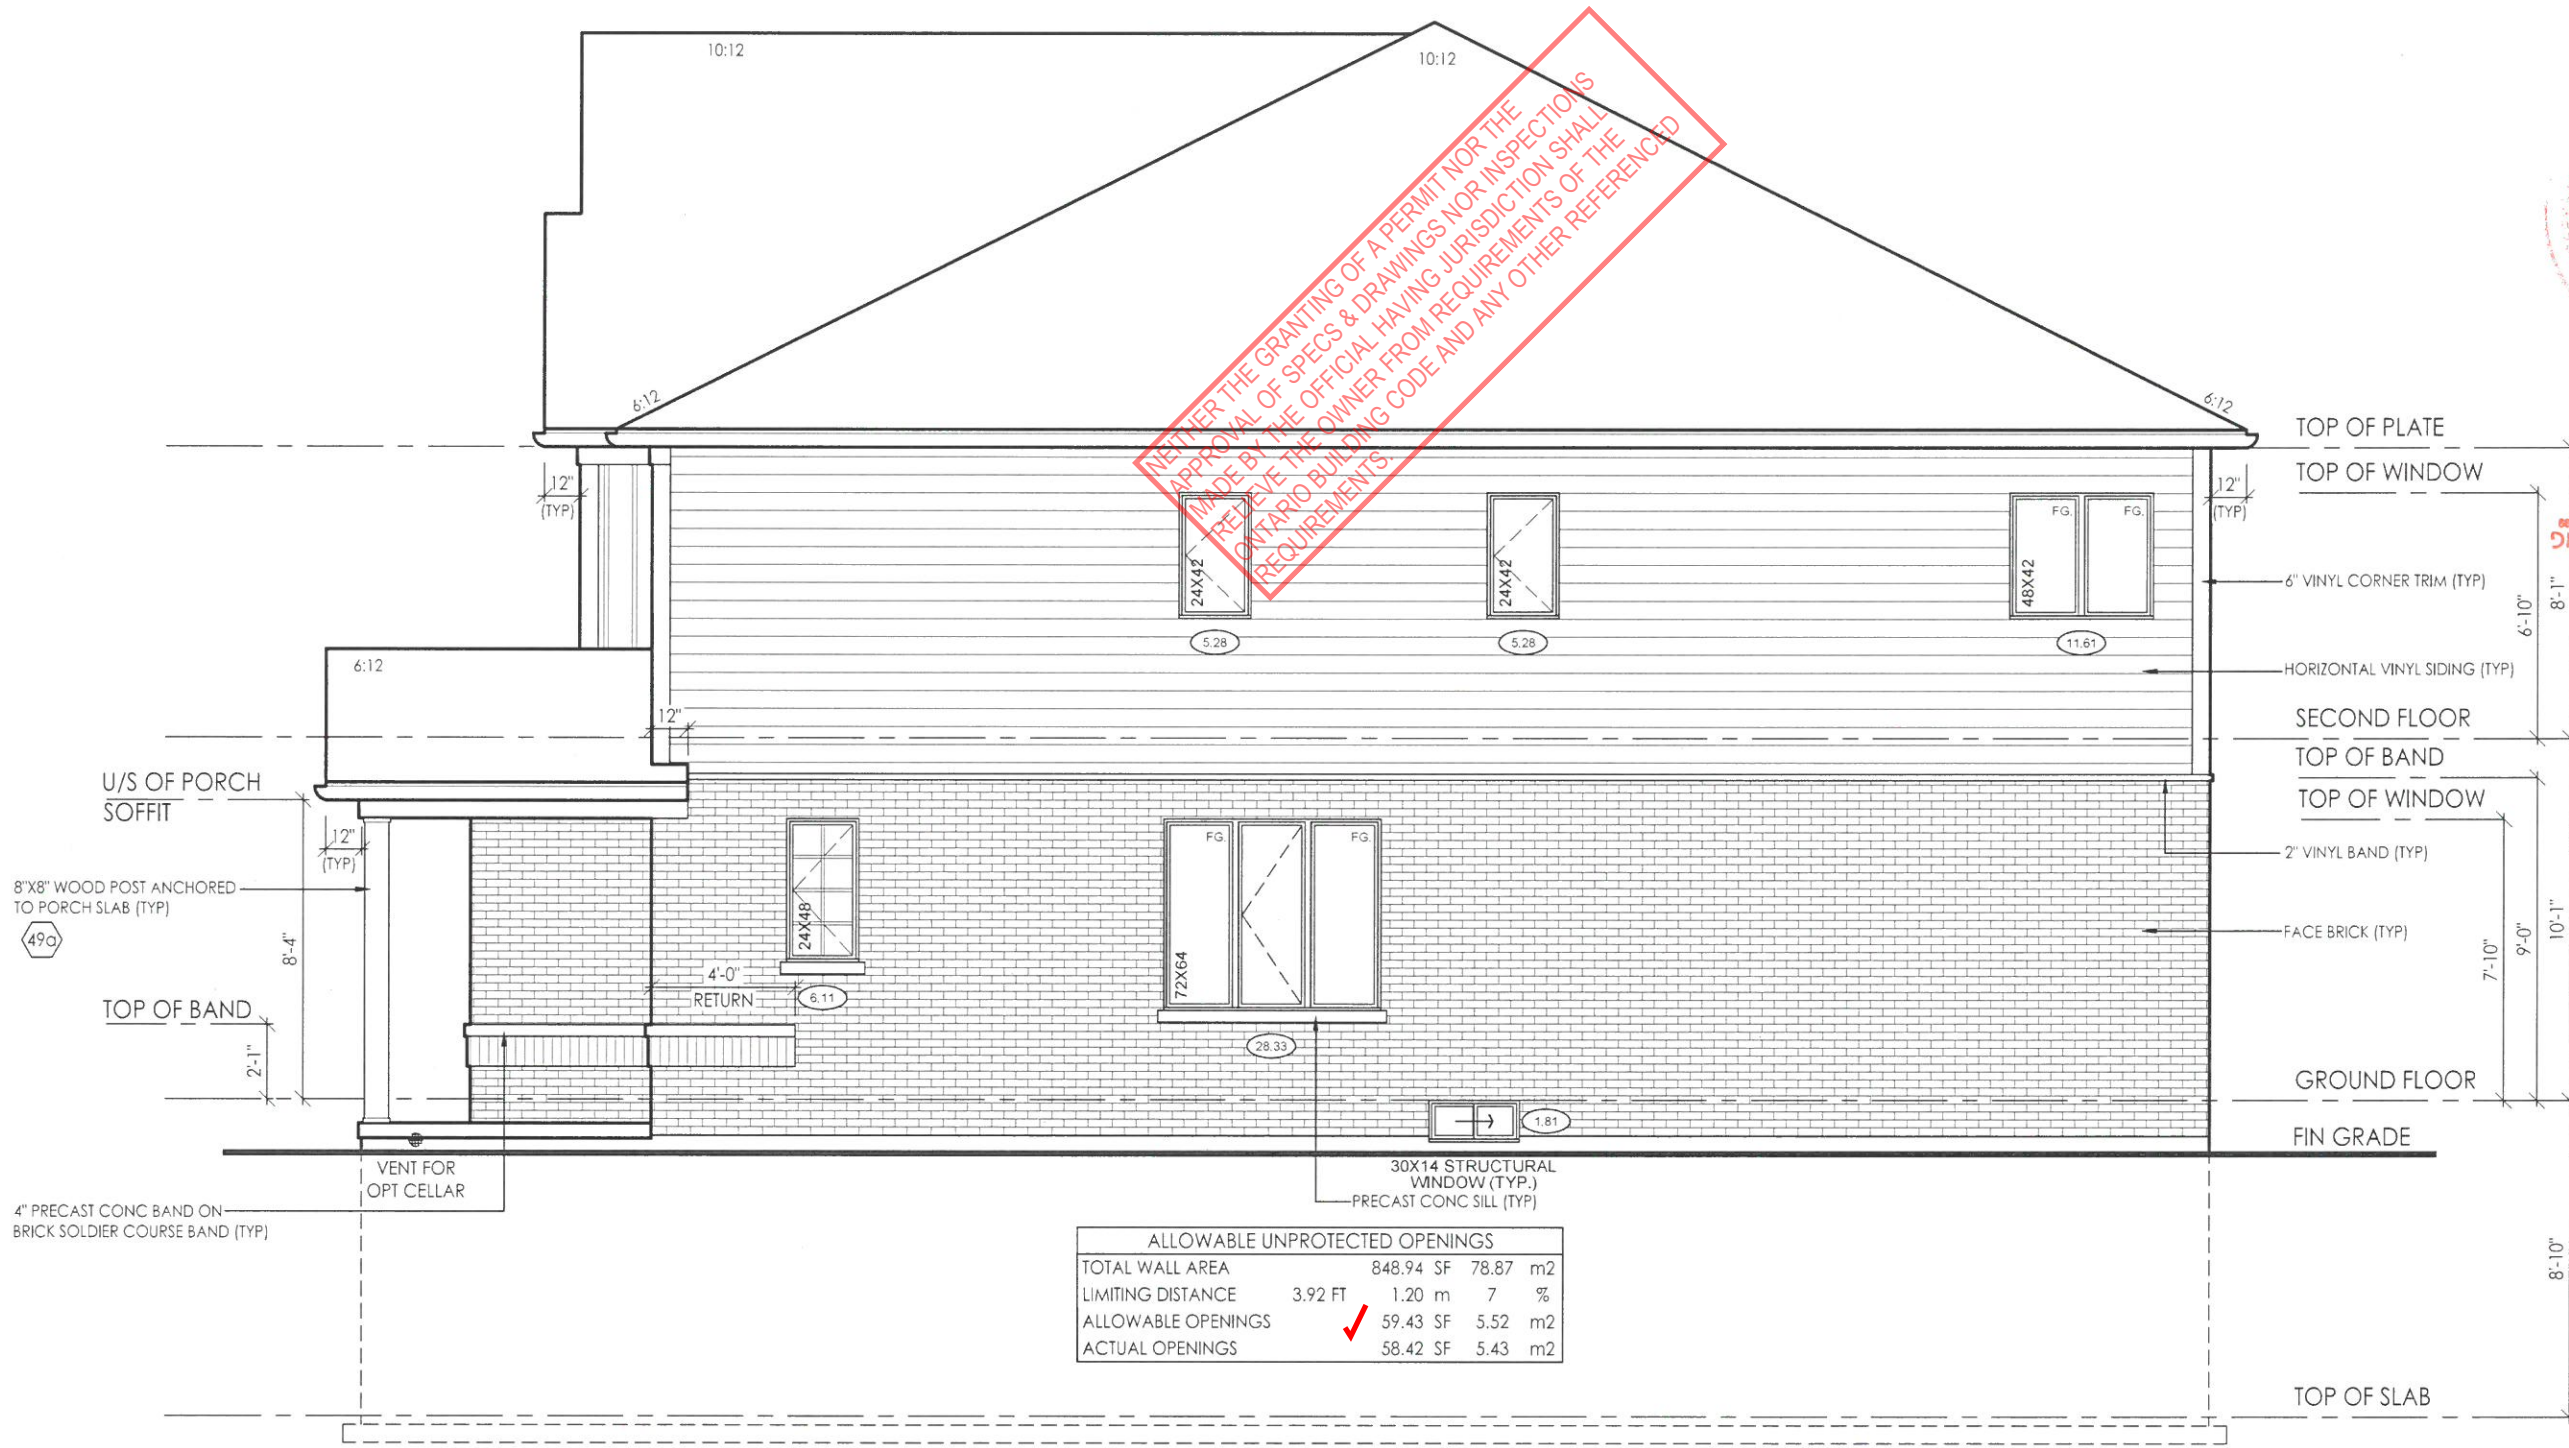 10:12
10:12
NEITHER THE GRANTING OF A PERMIT NOR THE
APPROVAL OF SPECS & DRAWINGS NOR INSPECTIONS
MADE BY THE OFFICIAL HAVING JURISDICTION SHALL
RELIEVE THE OWNER FROM REQUIREMENTS OF THE
ONTARIO BUILDING CODE AND ANY OTHER REFERENCED
REQUIREMENTS.
6:12
6:12
TOP OF PLATE
TOP OF WINDOW
12"
(TYP)
12"
(TYP)
FG.
FG.
24X42
24X42
48X42
6" VINYL CORNER TRIM (TYP)
6'-10"
8'-1"
5.28
5.28
11.61
6:12
HORIZONTAL VINYL SIDING (TYP)
12"
SECOND FLOOR
TOP OF BAND
U/S OF PORCH
SOFFIT
TOP OF WINDOW
12"
(TYP)
FG.
FG.
2" VINYL BAND (TYP)
8"X8" WOOD POST ANCHORED
TO PORCH SLAB (TYP)
49a
8'-4"
24X48
72X64
FACE BRICK (TYP)
7'-10"
9'-0"
10'-1"
4'-0"
RETURN
6.11
TOP OF BAND
2'-1"
28.33
GROUND FLOOR
1.81
FIN GRADE
VENT FOR
OPT CELLAR
30X14 STRUCTURAL
WINDOW (TYP.)
PRECAST CONC SILL (TYP)
4" PRECAST CONC BAND ON
BRICK SOLDIER COURSE BAND (TYP)
ALLOWABLE UNPROTECTED OPENINGS
TOTAL WALL AREA 848.94 SF 78.87 m2
LIMITING DISTANCE 3.92 FT 1.20 m 7 %
ALLOWABLE OPENINGS 59.43 SF 5.52 m2
ACTUAL OPENINGS 58.42 SF 5.43 m2
8'-10"
TOP OF SLAB